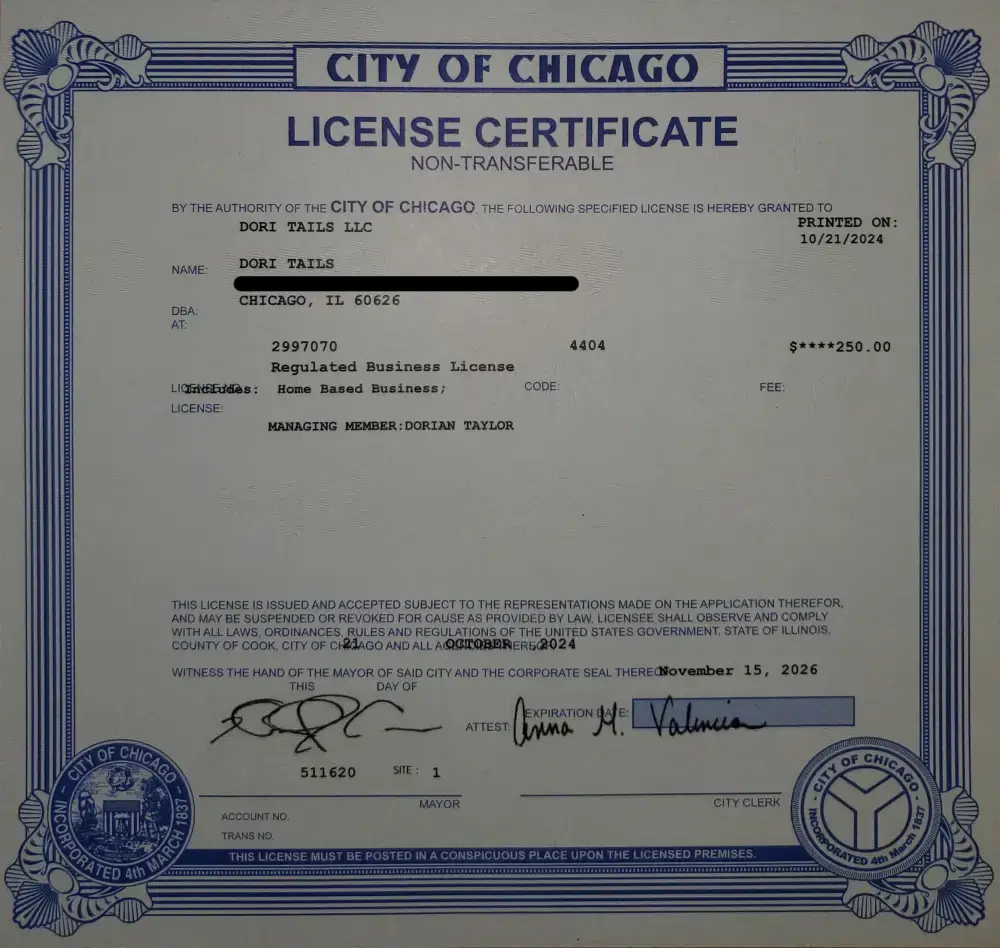 CITY OF CHICAGO
LICENSE CERTIFICATE
NON-TRANSFERABLE
BY THE AUTHORITY OF THE CITY OF CHICAGO, THE FOLLOWING SPECIFIED LICENSE IS HEREBY GRANTED TO
DORI TAILS LLC
PRINTED ON:
10/21/2024
NAME:
DORI TAILS
CHICAGO, IL 60626
DBA:
AT:
2997070
4404
$****250.00
Regulated Business License
LICENSE NO.
Includes: Home Based Business;
CODE:
FEE:
LICENSE:
MANAGING MEMBER:DORIAN TAYLOR
THIS LICENSE IS ISSUED AND ACCEPTED SUBJECT TO THE REPRESENTATIONS MADE ON THE APPLICATION THEREFOR,
AND MAY BE SUSPENDED OR REVOKED FOR CAUSE AS PROVIDED BY LAW. LICENSEE SHALL OBSERVE AND COMPLY
WITH ALL LAWS, ORDINANCES, RULES AND REGULATIONS OF THE UNITED STATES GOVERNMENT, STATE OF ILLINOIS,
COUNTY OF COOK, CITY OF CHICAGO AND ALL AGENCIES THEREOF.
21 OCTOBER ,2024
WITNESS THE HAND OF THE MAYOR OF SAID CITY AND THE CORPORATE SEAL THEREOF
November 15, 2026
THIS DAY OF
EXPIRATION DATE:
ATTEST:
Anna M. Valencia
511620
SITE: 1
MAYOR
CITY CLERK
ACCOUNT NO.
TRANS NO.
THIS LICENSE MUST BE POSTED IN A CONSPICUOUS PLACE UPON THE LICENSED PREMISES.
CITY OF CHICAGO
INCORPORATED 4th MARCH 1837
CITY OF CHICAGO
INCORPORATED 4th March 1837